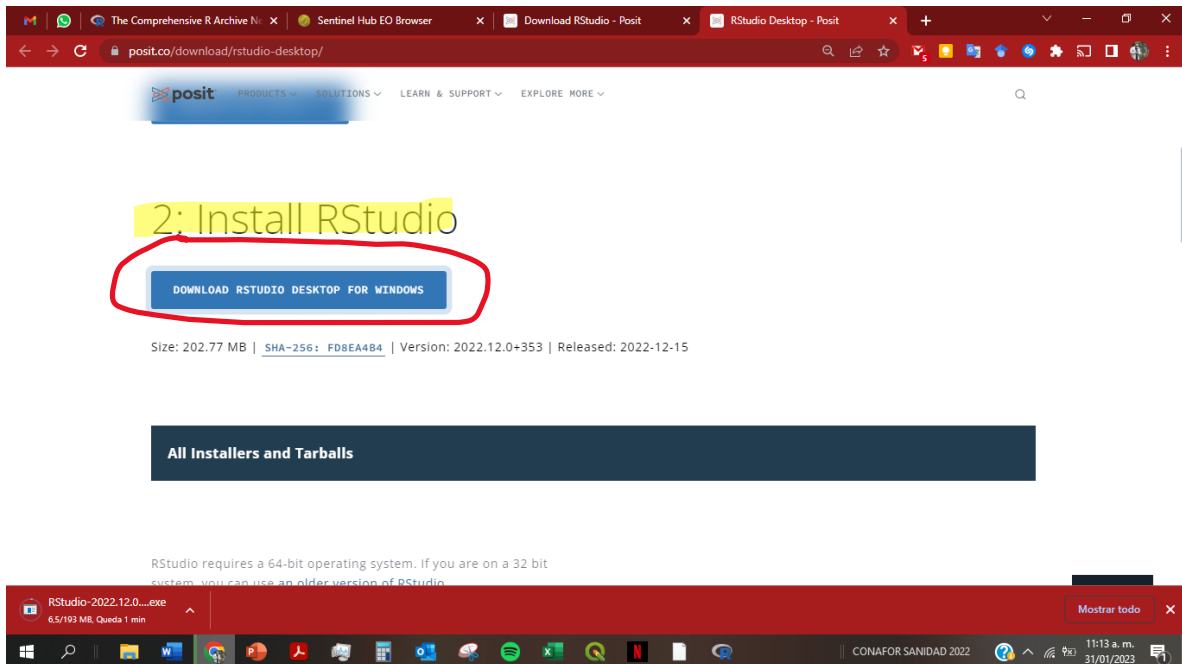 The Comprehensive R Archive Ne
Sentinel Hub EO Browser
Download RStudio - Posit
RStudio Desktop - Posit
posit.co/download/rstudio-desktop/
5
posit
PRODUCTS
SOLUTIONS
LEARN & SUPPORT
EXPLORE MORE
2: Install RStudio
DOWNLOAD RSTUDIO DESKTOP FOR WINDOWS
Size: 202.77 MB | SHA-256: FD8EA4B4 | Version: 2022.12.0+353 | Released: 2022-12-15
All Installers and Tarballs
RStudio requires a 64-bit operating system. If you are on a 32 bit
system, you can use an older version of RStudio.
RStudio-2022.12.0....exe
6,5/193 MB, Queda 1 min
Mostrar todo
CONAFOR SANIDAD 2022
11:13 a. m.
31/01/2023
1